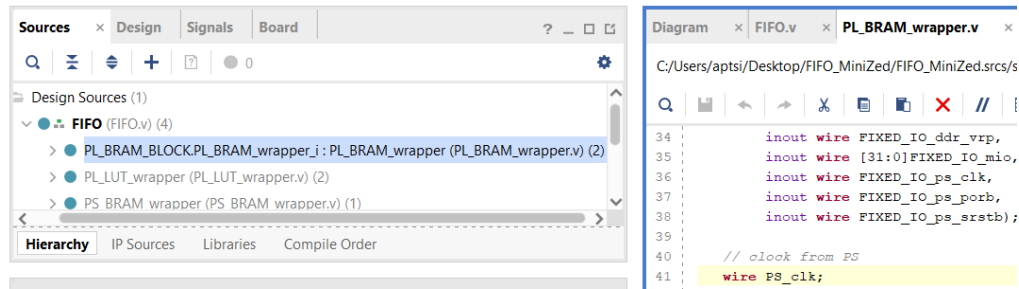 Sources × Design Signals Board ? _
0
Design Sources (1)
FIFO (FIFO.v) (4)
PL_BRAM_BLOCK.PL_BRAM_wrapper_i : PL_BRAM_wrapper (PL_BRAM_wrapper.v) (2)
PL_LUT_wrapper (PL_LUT_wrapper.v) (2)
PS_BRAM_wrapper (PS_BRAM_wrapper.v) (1)
Hierarchy IP Sources Libraries Compile Order
Diagram × FIFO.v × PL_BRAM_wrapper.v ×
C:/Users/aptsi/Desktop/FIFO_MiniZed/FIFO_MiniZed.srcs/s
//
34 inout wire FIXED_IO_ddr_vrp,
35 inout wire [31:0]FIXED_IO_mio,
36 inout wire FIXED_IO_ps_clk,
37 inout wire FIXED_IO_ps_porb,
38 inout wire FIXED_IO_ps_srstb);
39
40 // clock from PS
41 wire PS_clk;